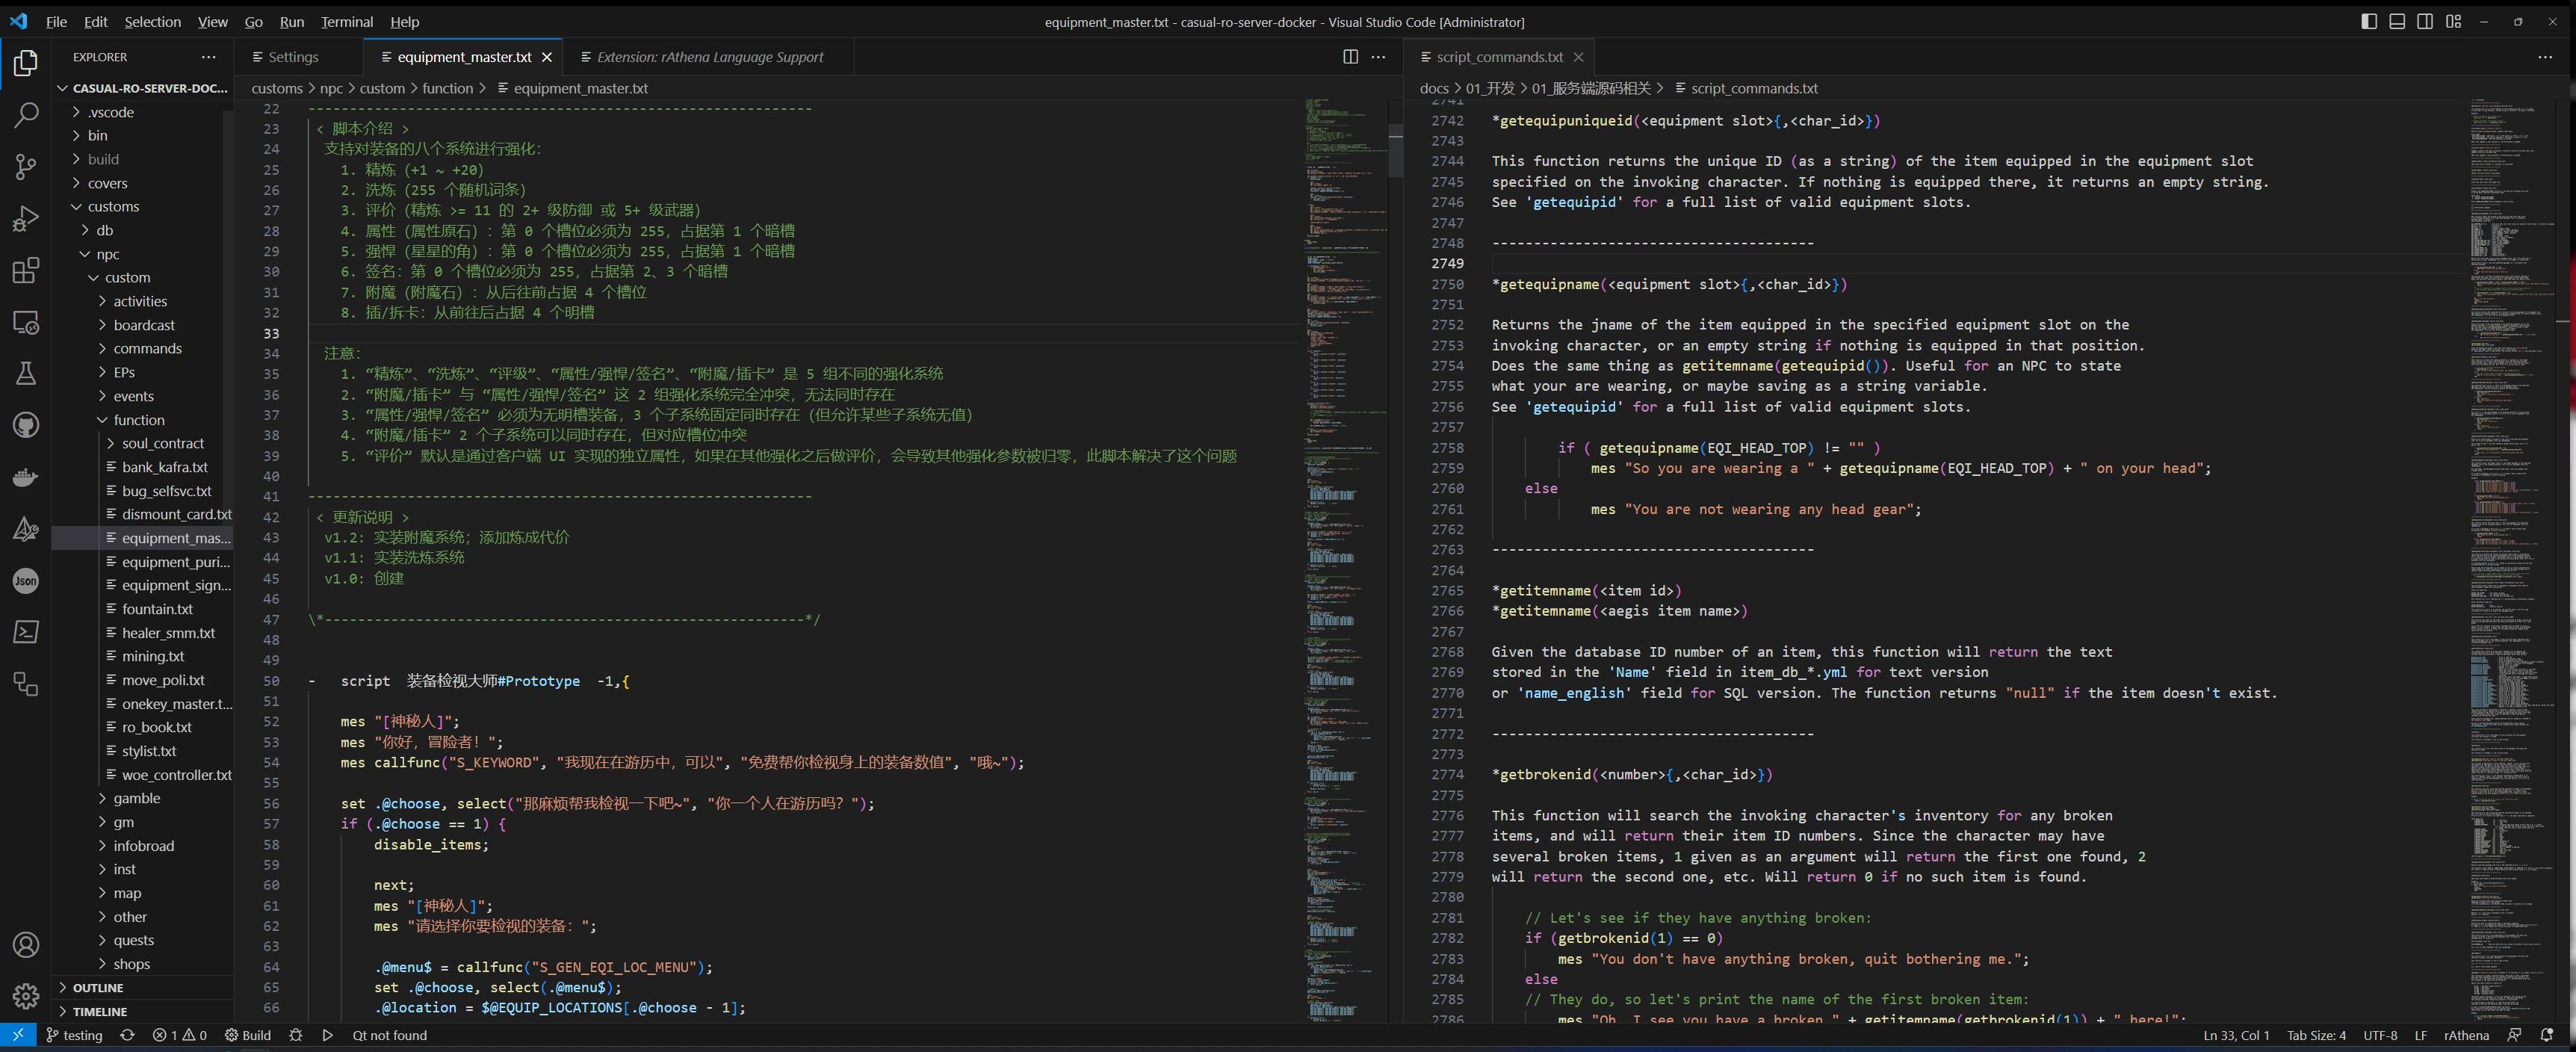 File Edit Selection View Go Run Terminal Help
equipment_master.txt - casual-ro-server-docker - Visual Studio Code [Administrator]
EXPLORER
CASUAL-RO-SERVER-DOC...
.vscode
bin
build
covers
customs
db
npc
custom
activities
boardcast
commands
EPs
events
function
soul_contract
bank_kafra.txt
bug_selfsvc.txt
dismount_card.txt
equipment_mas...
equipment_puri...
equipment_sign...
fountain.txt
healer_smm.txt
mining.txt
move_poli.txt
onekey_master.t...
ro_book.txt
stylist.txt
woe_controller.txt
gamble
gm
infobroad
inst
map
other
quests
shops
OUTLINE
TIMELINE
Json
Settings
equipment_master.txt
Extension: rAthena Language Support
customs > npc > custom > function > equipment_master.txt
22 -------------------------------------------------------------
23 < 脚本介绍 >
24 支持对装备的八个系统进行强化：
25 1. 精炼 (+1 ~ +20)
26 2. 洗炼 (255 个随机词条)
27 3. 评价 (精炼 >= 11 的 2+ 级防御 或 5+ 级武器)
28 4. 属性 (属性原石) : 第 0 个槽位必须为 255, 占据第 1 个暗槽
29 5. 强悍 (星星的角) : 第 0 个槽位必须为 255, 占据第 1 个暗槽
30 6. 签名: 第 0 个槽位必须为 255, 占据第 2、3 个暗槽
31 7. 附魔 (附魔石) : 从后往前占据 4 个槽位
32 8. 插/拆卡: 从前往后占据 4 个明槽
33
34 注意：
35 1. “精炼”、“洗炼”、“评级”、“属性/强悍/签名”、“附魔/插卡” 是 5 组不同的强化系统
36 2. “附魔/插卡” 与 “属性/强悍/签名” 这 2 组强化系统完全冲突, 无法同时存在
37 3. “属性/强悍/签名” 必须为无明槽装备, 3 个子系统固定同时存在 (但允许某些子系统无值)
38 4. “附魔/插卡” 2 个子系统可以同时存在, 但对应槽位冲突
39 5. “评价” 默认是通过客户端 UI 实现的独立属性, 如果在其他强化之后做评价, 会导致其他强化参数被归零, 此脚本解决了这个问题
40
41 -------------------------------------------------------------
42 < 更新说明 >
43 v1.2: 实装附魔系统; 添加炼成代价
44 v1.1: 实装洗炼系统
45 v1.0: 创建
46
47 \*----------------------------------------------------------*/
48
49
50 - script 装备检视大师#Prototype -1,{
51
52 mes "[神秘人]";
53 mes "你好, 冒险者! ";
54 mes callfunc("S_KEYWORD", "我现在在游历中, 可以", "免费帮你检视身上的装备数值", "哦~");
55
56 set .@choose, select("那麻烦帮我检视一下吧~", "你一个人在游历吗? ");
57 if (.@choose == 1) {
58 disable_items;
59
60 next;
61 mes "[神秘人]";
62 mes "请选择你要检视的装备: ";
63
64 .@menu$ = callfunc("S_GEN_EQI_LOC_MENU");
65 set .@choose, select(.@menu$);
66 .@location = $@EQUIP_LOCATIONS[.@choose - 1];
script_commands.txt
docs > 01_开发 > 01_服务端源码相关 > script_commands.txt
2741
2742 *getequipuniqueid(<equipment slot>{,<char_id>})
2743
2744 This function returns the unique ID (as a string) of the item equipped in the equipment slot
2745 specified on the invoking character. If nothing is equipped there, it returns an empty string.
2746 See 'getequipid' for a full list of valid equipment slots.
2747
2748 ---------------------------------------
2749
2750 *getequipname(<equipment slot>{,<char_id>})
2751
2752 Returns the jname of the item equipped in the specified equipment slot on the
2753 invoking character, or an empty string if nothing is equipped in that position.
2754 Does the same thing as getitemname(getequipid()). Useful for an NPC to state
2755 what your are wearing, or maybe saving as a string variable.
2756 See 'getequipid' for a full list of valid equipment slots.
2757
2758 if ( getequipname(EQI_HEAD_TOP) != "" )
2759 mes "So you are wearing a " + getequipname(EQI_HEAD_TOP) + " on your head";
2760 else
2761 mes "You are not wearing any head gear";
2762
2763 ---------------------------------------
2764
2765 *getitemname(<item id>)
2766 *getitemname(<aegis item name>)
2767
2768 Given the database ID number of an item, this function will return the text
2769 stored in the 'Name' field in item_db_*.yml for text version
2770 or 'name_english' field for SQL version. The function returns "null" if the item doesn't exist.
2771
2772 ---------------------------------------
2773
2774 *getbrokenid(<number>{,<char_id>})
2775
2776 This function will search the invoking character's inventory for any broken
2777 items, and will return their item ID numbers. Since the character may have
2778 several broken items, 1 given as an argument will return the first one found, 2
2779 will return the second one, etc. Will return 0 if no such item is found.
2780
2781 // Let's see if they have anything broken:
2782 if (getbrokenid(1) == 0)
2783 mes "You don't have anything broken, quit bothering me.";
2784 else
2785 // They do, so let's print the name of the first broken item:
2786 mes "Oh, I see you have a broken " + getitemname(getbrokenid(1)) + " here!";
testing 1 0 Build Qt not found
Ln 33, Col 1 Tab Size: 4 UTF-8 LF rAthena